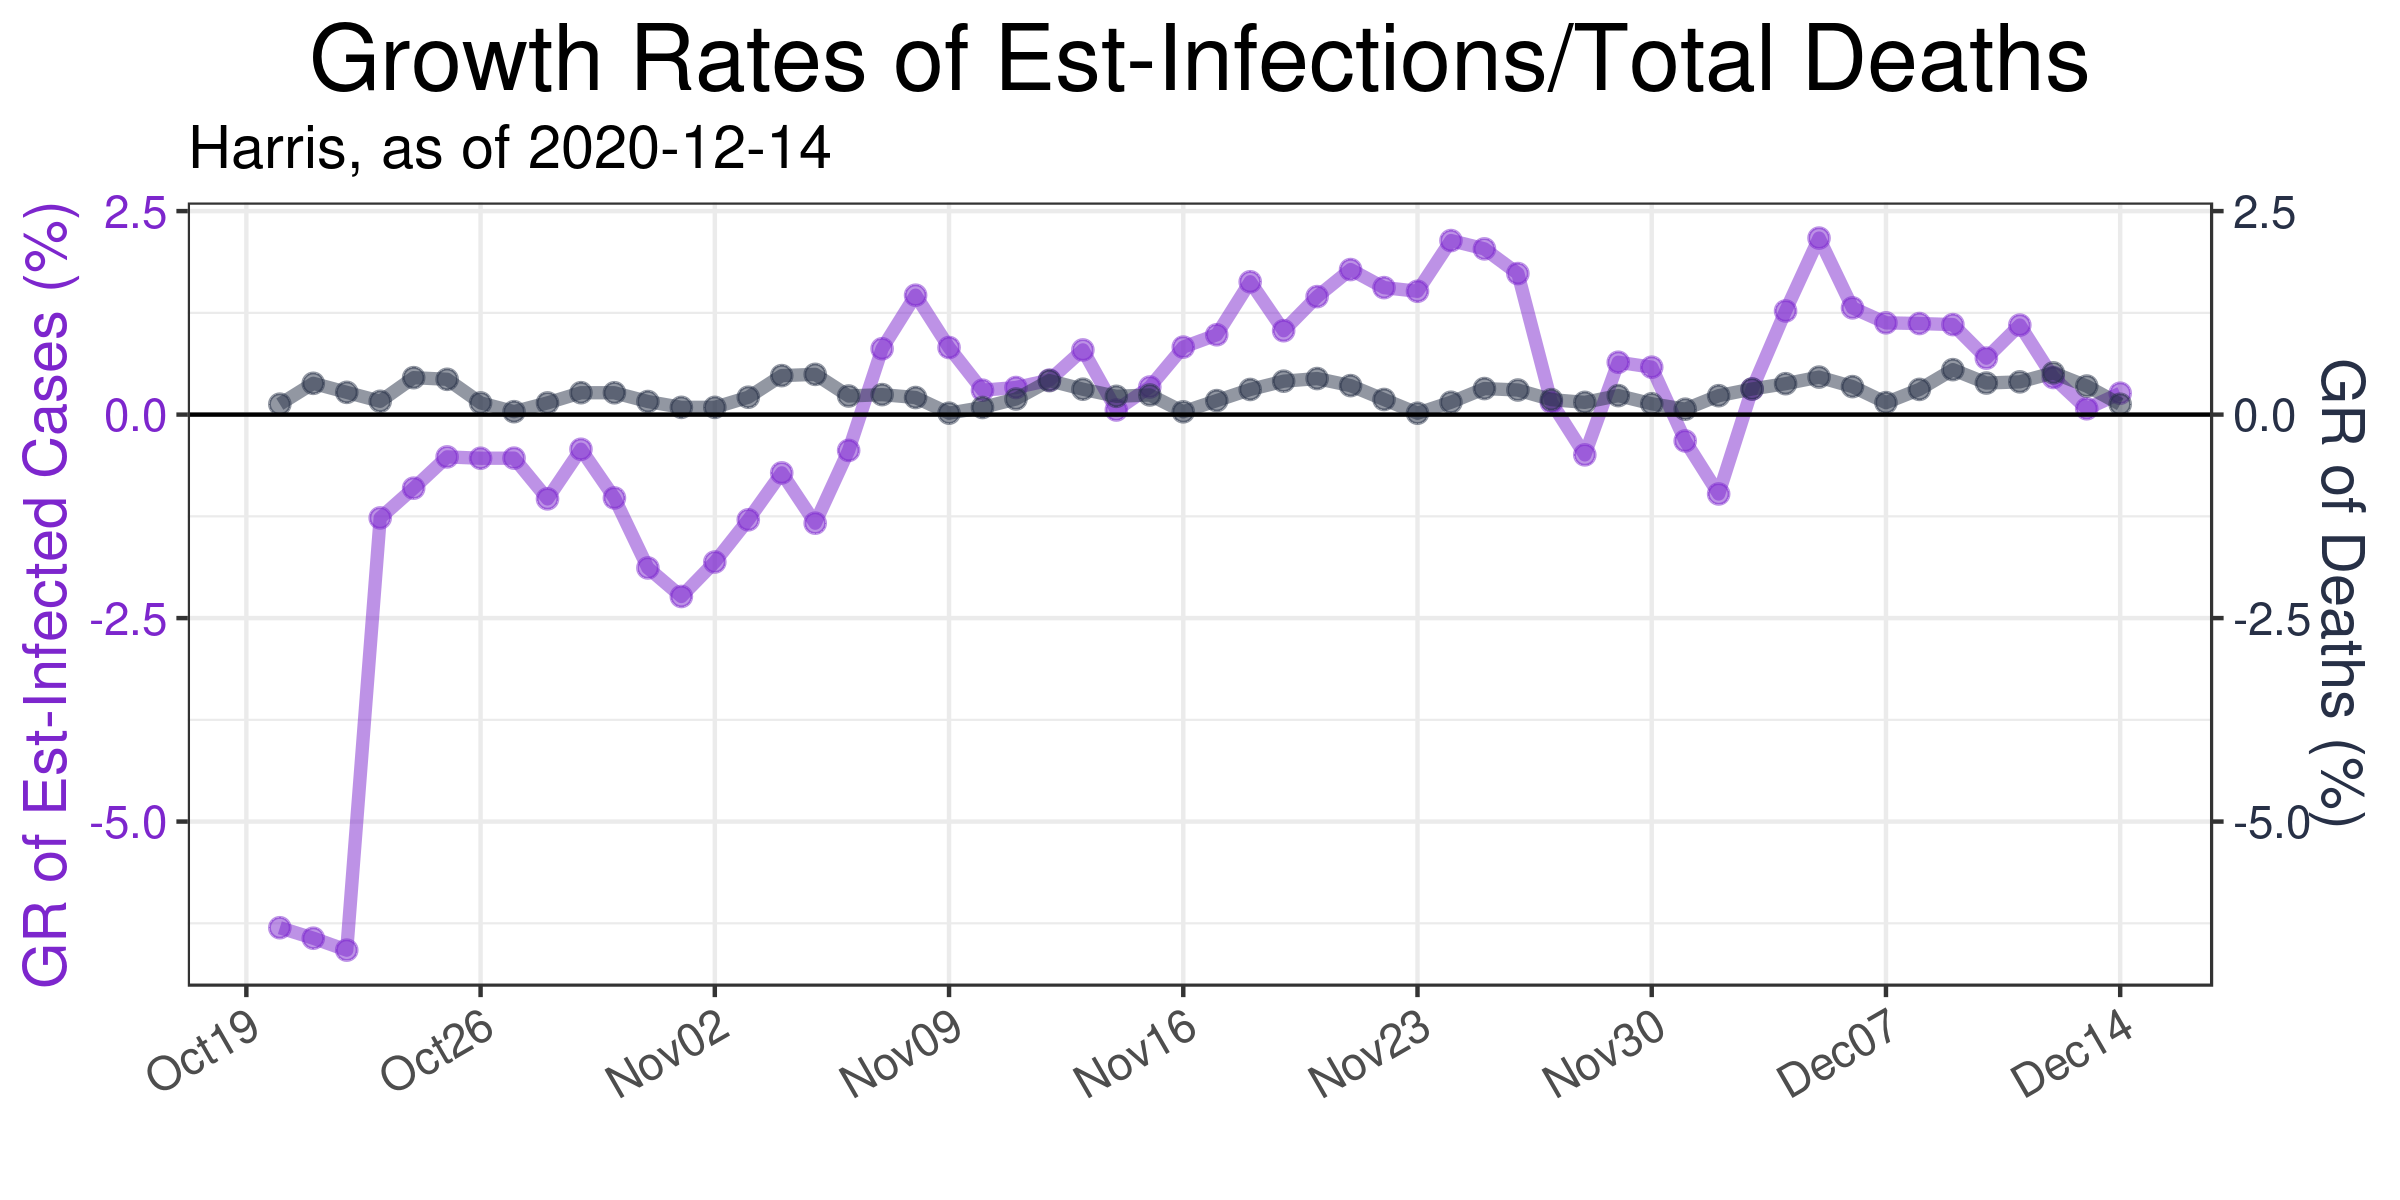 Growth Rates of Est-Infections/Total Deaths
Harris, as of 2020-12-14
GR of Est-Infected Cases (%)
2.5
0.0
-2.5
-5.0
2.5
0.0
-2.5
-5.0
GR of Deaths (%)
Oct19
Oct26
Nov02
Nov09
Nov16
Nov23
Nov30
Dec07
Dec14